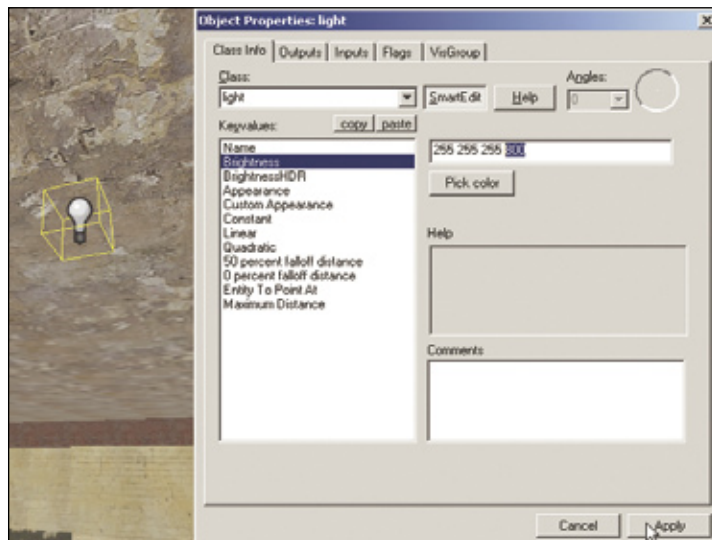 Object Properties: light
Class Info Outputs Inputs Flags VisGroup
Class: Angles:
light SmartEdit Help 0
Keyvalues: copy paste
Name
Brightness
BrightnessHDR
Appearance
Custom Appearance
Constant
Linear
Quadratic
50 percent falloff distance
0 percent falloff distance
Entity To Point At
Maximum Distance
255 255 255 800
Pick color
Help
Comments
Cancel Apply